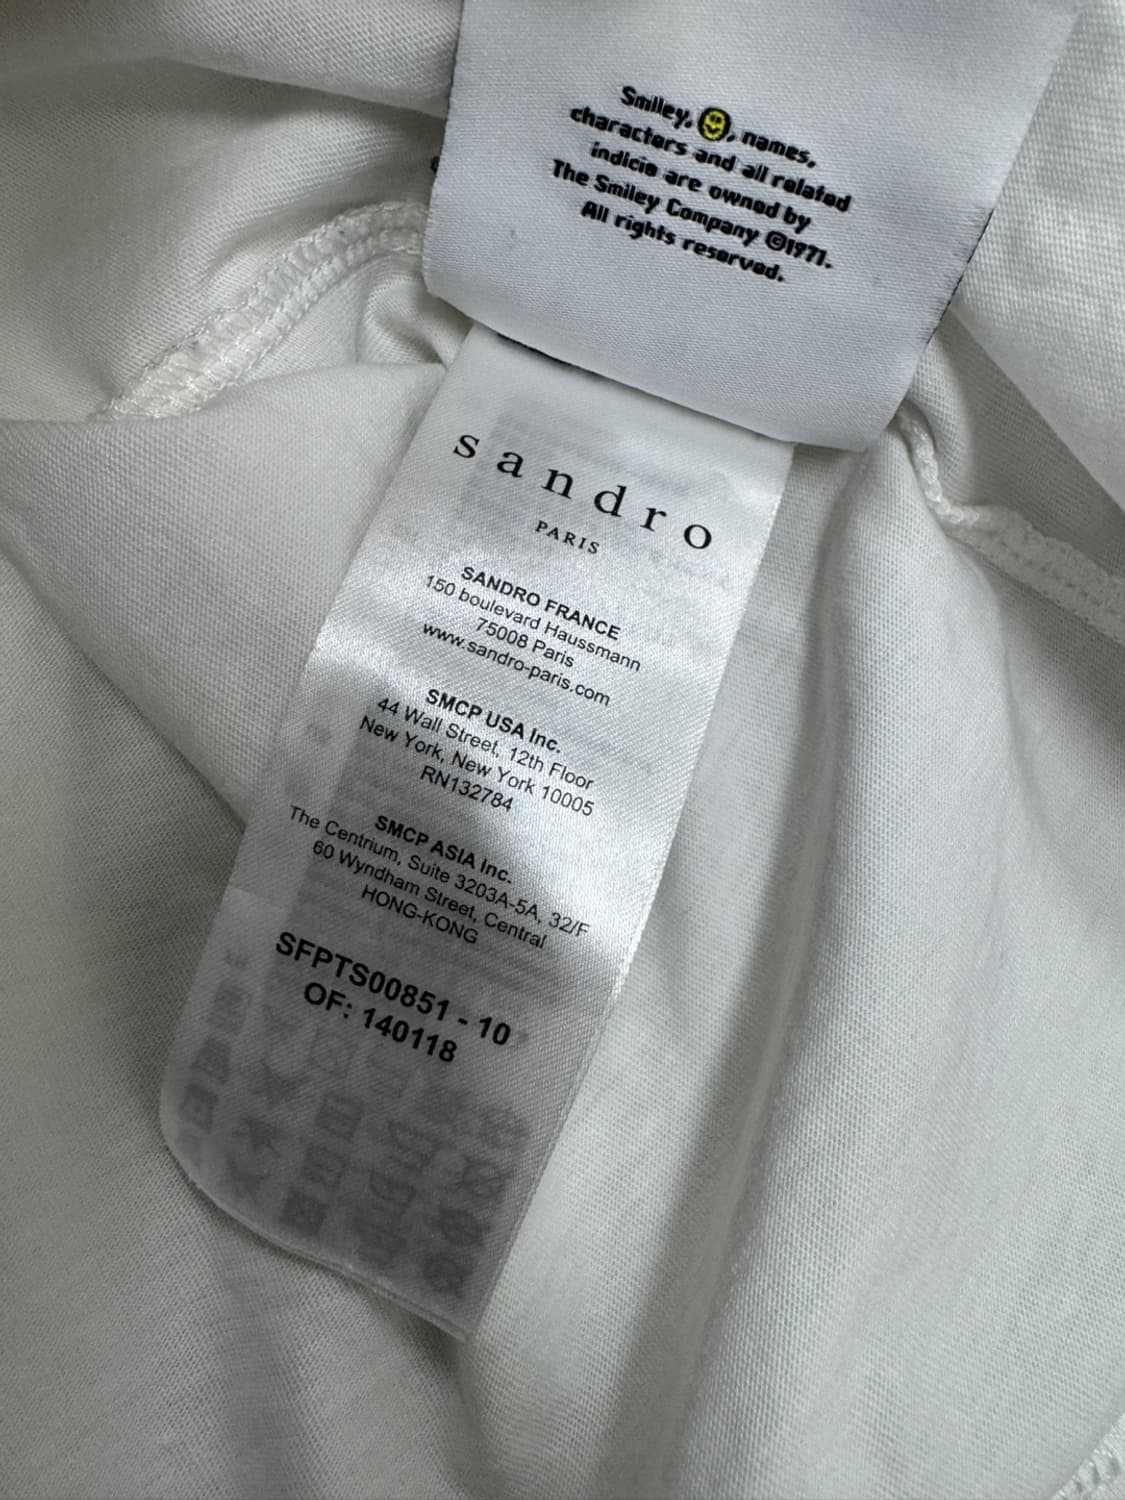 Smiley, , names,
characters and all related
indicia are owned by
The Smiley Company ©1971.
All rights reserved.
sandro
PARIS
SANDRO FRANCE
150 boulevard Haussmann
75008 Paris
www.sandro-paris.com
SMCP USA Inc.
44 Wall Street, 12th Floor
New York, New York 10005
RN132784
SMCP ASIA Inc.
The Centrium, Suite 3203A-5A, 32/F
60 Wyndham Street, Central
HONG-KONG
SFPTS00851 - 10
OF: 140118